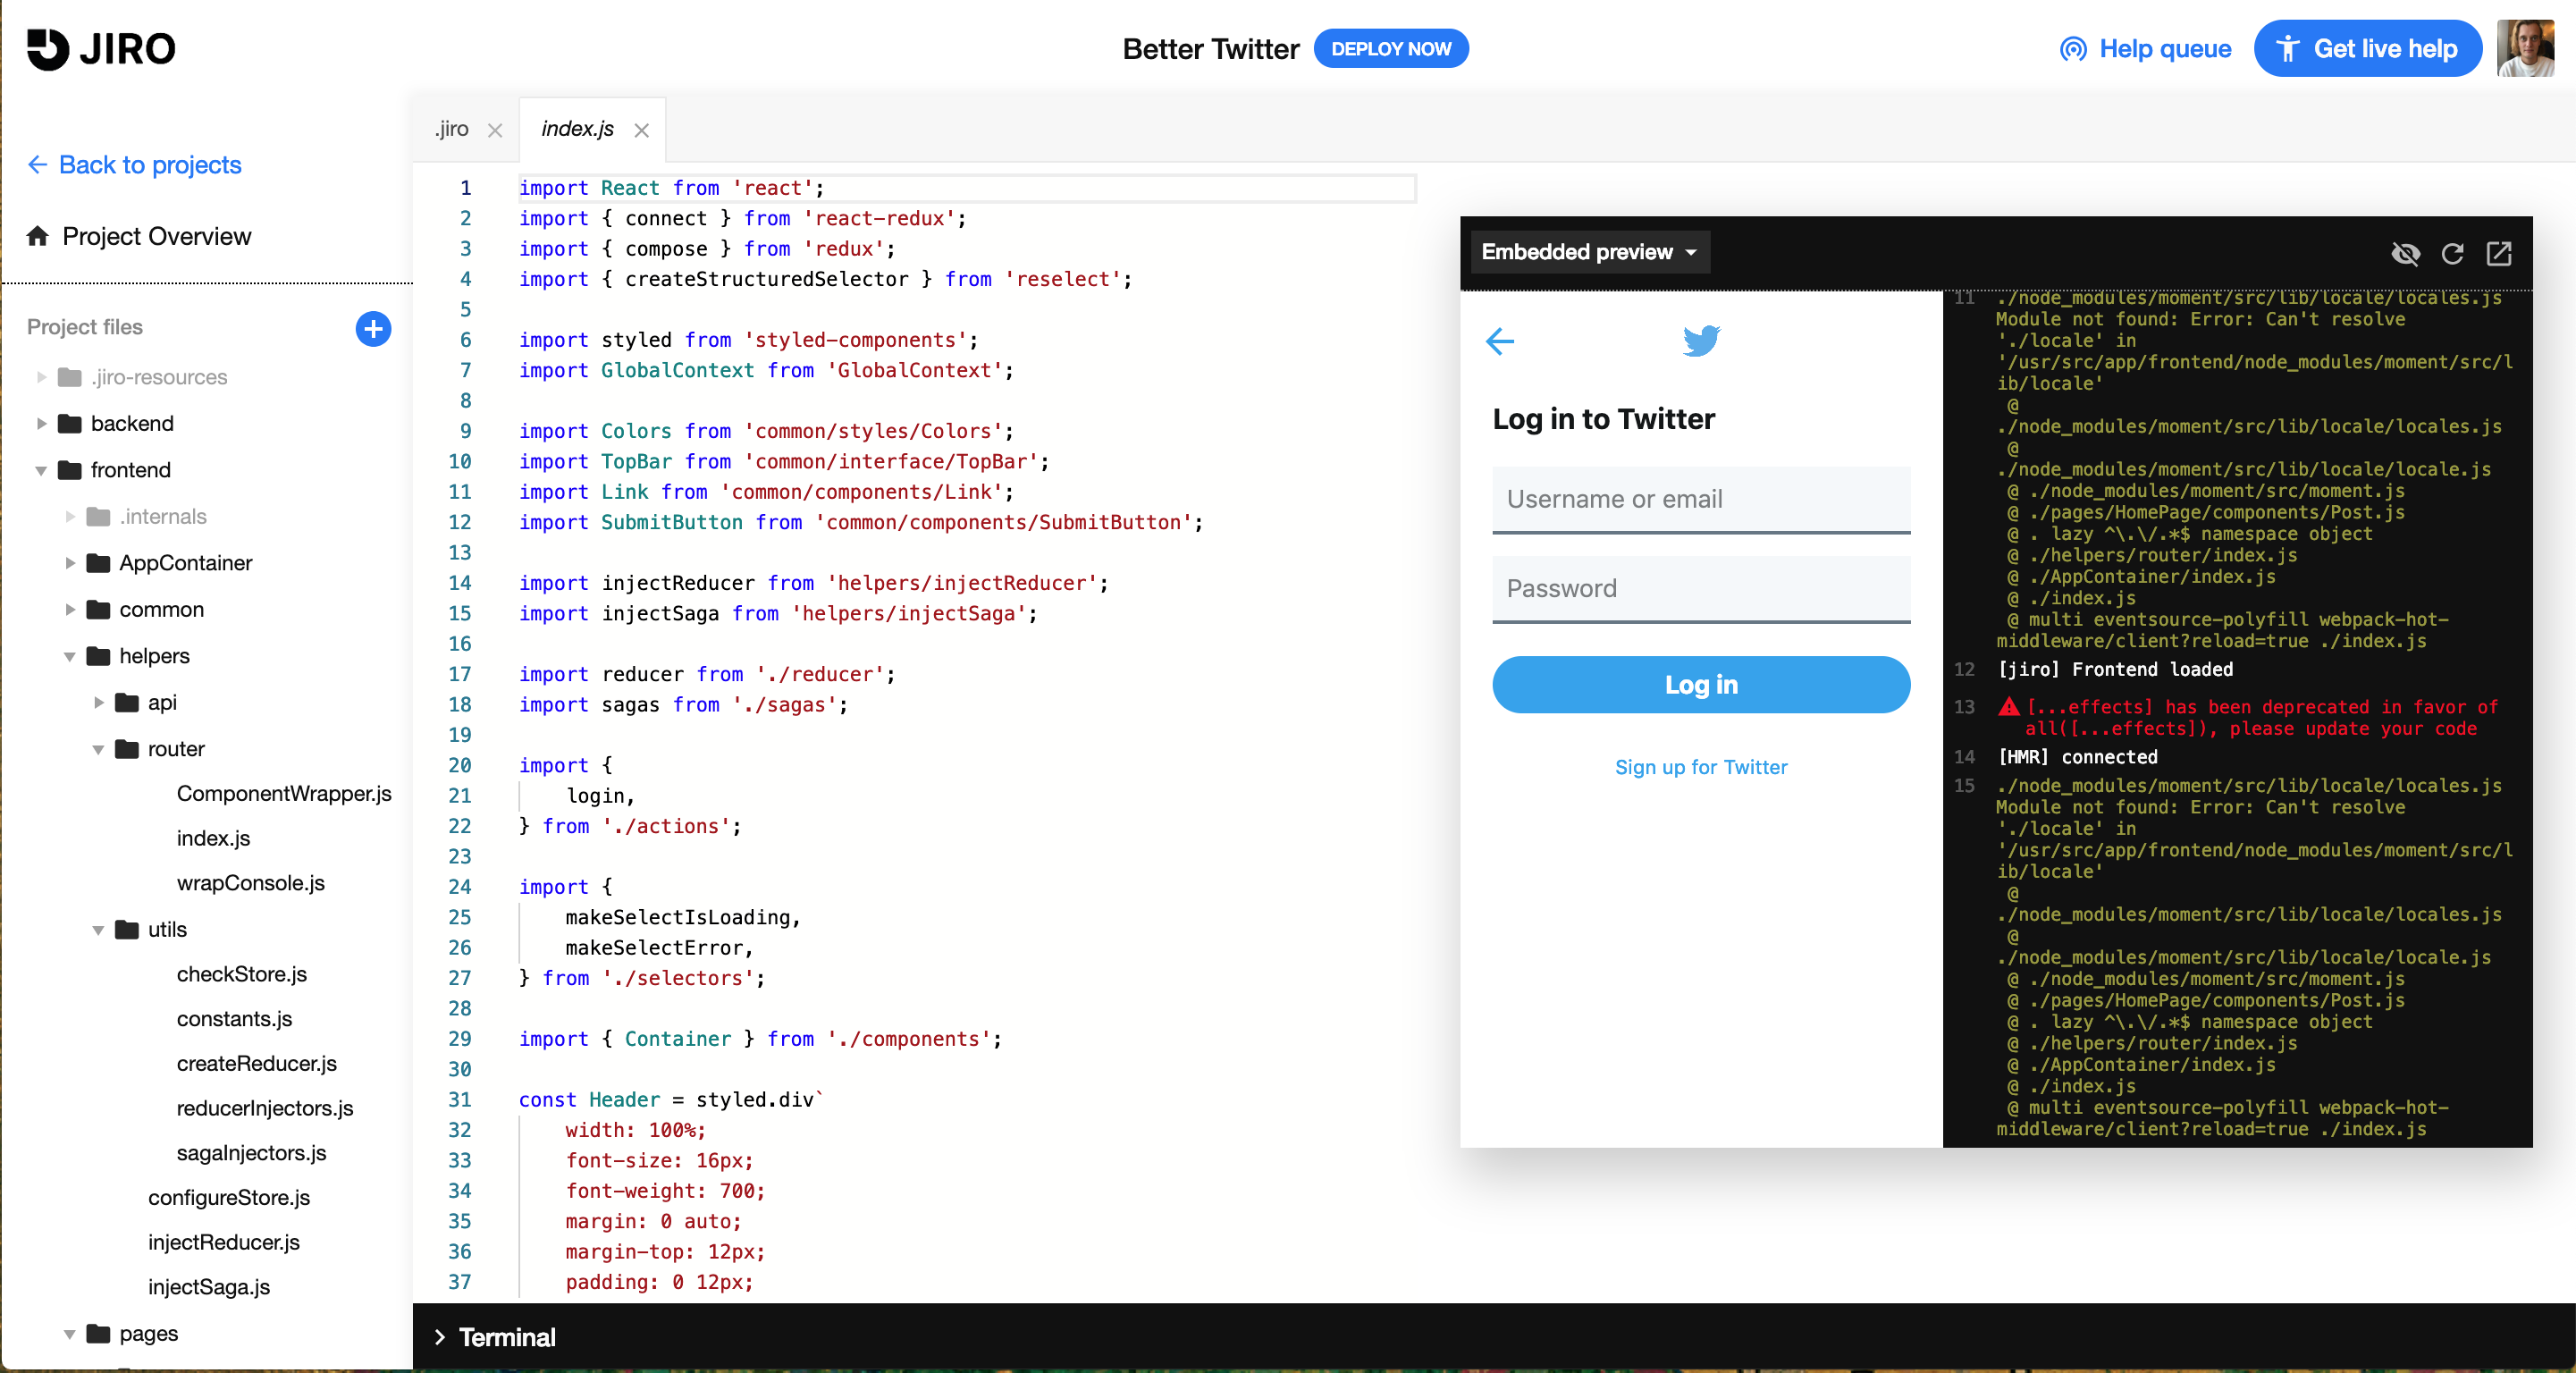 JIRO
Better Twitter
DEPLOY NOW
Help queue
Get live help
Back to projects
Project Overview
Project files
.jiro-resources
backend
frontend
.internals
AppContainer
common
helpers
api
router
ComponentWrapper.js
index.js
wrapConsole.js
utils
checkStore.js
constants.js
createReducer.js
reducerInjectors.js
sagaInjectors.js
configureStore.js
injectReducer.js
injectSaga.js
pages
.jiro
index.js
1 import React from 'react';
2 import { connect } from 'react-redux';
3 import { compose } from 'redux';
4 import { createStructuredSelector } from 'reselect';
5
6 import styled from 'styled-components';
7 import GlobalContext from 'GlobalContext';
8
9 import Colors from 'common/styles/Colors';
10 import TopBar from 'common/interface/TopBar';
11 import Link from 'common/components/Link';
12 import SubmitButton from 'common/components/SubmitButton';
13
14 import injectReducer from 'helpers/injectReducer';
15 import injectSaga from 'helpers/injectSaga';
16
17 import reducer from './reducer';
18 import sagas from './sagas';
19
20 import {
21 login,
22 } from './actions';
23
24 import {
25 makeSelectIsLoading,
26 makeSelectError,
27 } from './selectors';
28
29 import { Container } from './components';
30
31 const Header = styled.div`
32 width: 100%;
33 font-size: 16px;
34 font-weight: 700;
35 margin: 0 auto;
36 margin-top: 12px;
37 padding: 0 12px;
Terminal
Embedded preview
Log in to Twitter
Username or email
Password
Log in
Sign up for Twitter
11 ./node_modules/moment/src/lib/locale/locales.js
Module not found: Error: Can't resolve
'./locale' in
'/usr/src/app/frontend/node_modules/moment/src/l
ib/locale'
@
./node_modules/moment/src/lib/locale/locales.js
@
./node_modules/moment/src/lib/locale/locale.js
@ ./node_modules/moment/src/moment.js
@ ./pages/HomePage/components/Post.js
@ . lazy ^\.\/.*$ namespace object
@ ./helpers/router/index.js
@ ./AppContainer/index.js
@ ./index.js
@ multi eventsource-polyfill webpack-hot-
middleware/client?reload=true ./index.js
12 [jiro] Frontend loaded
13 [...effects] has been deprecated in favor of
all([...effects]), please update your code
14 [HMR] connected
15 ./node_modules/moment/src/lib/locale/locales.js
Module not found: Error: Can't resolve
'./locale' in
'/usr/src/app/frontend/node_modules/moment/src/l
ib/locale'
@
./node_modules/moment/src/lib/locale/locales.js
@
./node_modules/moment/src/lib/locale/locale.js
@ ./node_modules/moment/src/moment.js
@ ./pages/HomePage/components/Post.js
@ . lazy ^\.\/.*$ namespace object
@ ./helpers/router/index.js
@ ./AppContainer/index.js
@ ./index.js
@ multi eventsource-polyfill webpack-hot-
middleware/client?reload=true ./index.js